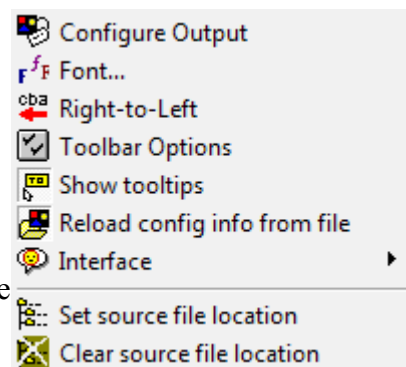 Configure Output
Font...
cba Right-to-Left
Toolbar Options
Show tooltips
Reload config info from file
Interface
e
Set source file location
Clear source file location